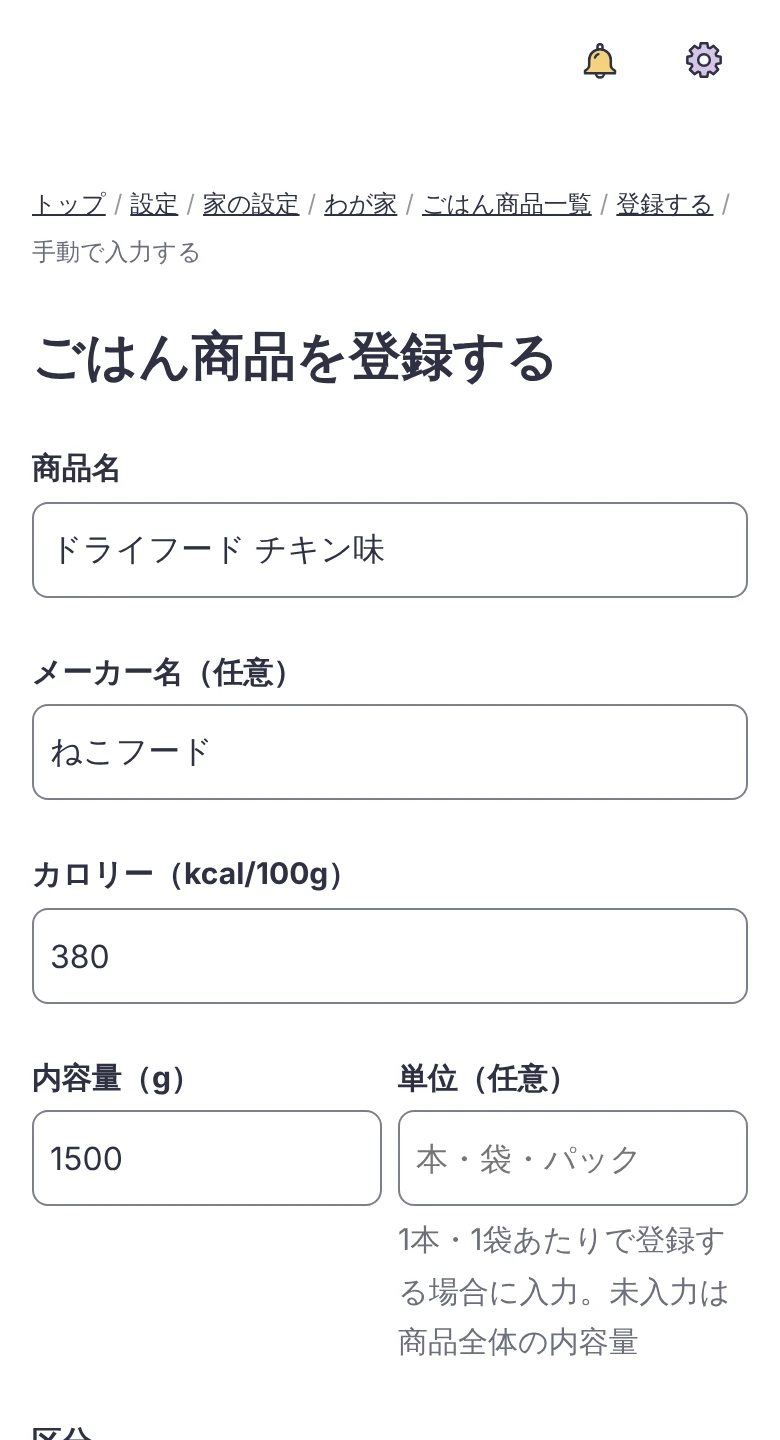 トップ / 設定 / 家の設定 / わが家 / ごはん商品一覧 / 登録する /
手動で入力する
ごはん商品を登録する
商品名
ドライフード チキン味
メーカー名（任意）
ねこフード
カロリー（kcal/100g）
380
内容量（g）
1500
単位（任意）
本・袋・パック
1本・1袋あたりで登録す
る場合に入力。未入力は
商品全体の内容量
区分